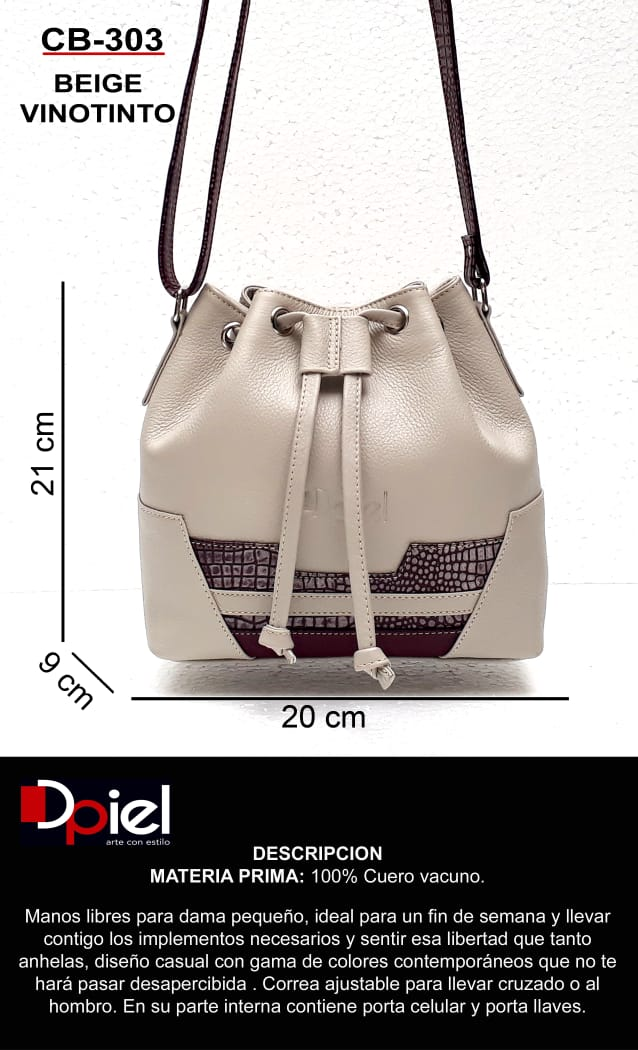 CB-303
BEIGE
VINOTINTO
21 cm
9 cm
20 cm
Dpiel
Dpiel
arte con estilo
DESCRIPCION
MATERIA PRIMA: 100% Cuero vacuno.
Manos libres para dama pequeño, ideal para un fin de semana y llevar
contigo los implementos necesarios y sentir esa libertad que tanto
anhelas, diseño casual con gama de colores contemporáneos que no te
hará pasar desapercibida . Correa ajustable para llevar cruzado o al
hombro. En su parte interna contiene porta celular y porta llaves.